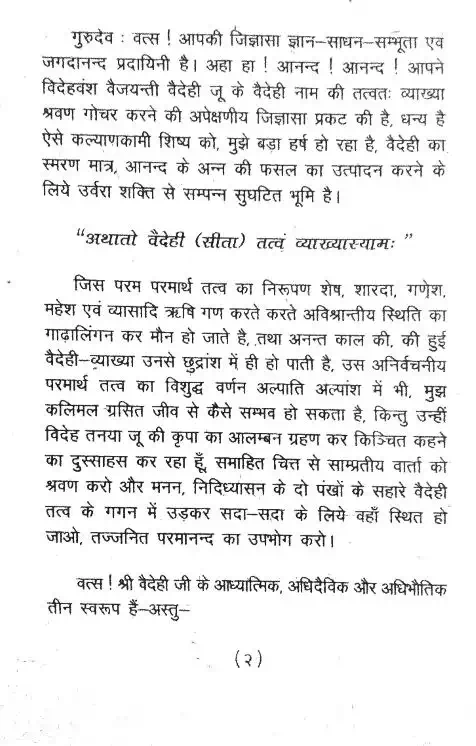 गुरुदेव : वत्स ! आपकी जिज्ञासा ज्ञान-साधन-सम्भूता एवं
जगदानन्द प्रदायिनी है। अहा हा ! आनन्द ! आनन्द ! आपने
विदेहवंश वैजयन्ती वैदेही जू के वैदेही नाम की तत्वतः व्याख्या
श्रवण गोचर करने की अपेक्षणीय जिज्ञासा प्रकट की है, धन्य है
ऐसे कल्याणकामी शिष्य को, मुझे बड़ा हर्ष हो रहा है, वैदेही का
स्मरण मात्र, आनन्द के अन्न की फसल का उत्पादन करने के
लिये उर्वरा शक्ति से सम्पन्न सुघटित भूमि है।
“अथातो वैदेही (सीता) तत्वं व्याख्यास्यामः ”
जिस परम परमार्थ तत्व का निरूपण शेष, शारदा, गणेश,
महेश एवं व्यासादि ऋषि गण करते करते अविश्रान्तीय स्थिति का
गाढ़ालिंगन कर मौन हो जाते है, तथा अनन्त काल की, की हुई
वैदेही-व्याख्या उनसे छुद्रांश में ही हो पाती है, उस अनिर्वचनीय
परमार्थ तत्व का विशुद्ध वर्णन अल्पाति अल्पांश में भी, मुझ
कलिमल ग्रसित जीव से कैसे सम्भव हो सकता है, किन्तु उन्हीं
विदेह तनया जू की कृपा का आलम्बन ग्रहण कर किञ्चित कहने
का दुस्साहस कर रहा हूँ, समाहित चित्त से साम्प्रतीय वार्ता को
श्रवण करो और मनन, निदिध्यासन के दो पंखों के सहारे वैदेही
तत्व के गगन में उड़कर सदा-सदा के लिये वहाँ स्थित हो
जाओ, तज्जनित परमानन्द का उपभोग करो।
वत्स ! श्री वैदेही जी के आध्यात्मिक, अधिदैविक और अधिभौतिक
तीन स्वरूप हैं-अस्तु-
(२)